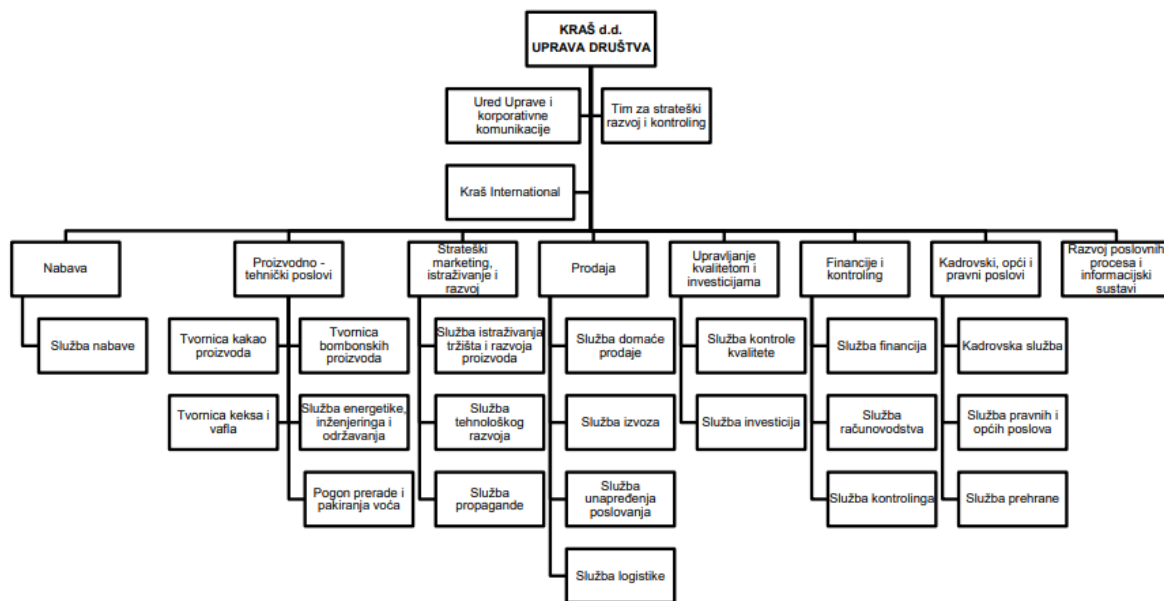 KRAŠ d.d.
UPRAVA DRUŠTVA
Ured Uprave i
korporativne
komunikacije
Tim za strateški
razvoj i kontroling
Kraš International
Nabava
Proizvodno -
tehnički poslovi
Strateški
marketing,
istraživanje i
razvoj
Prodaja
Upravljanje
kvalitetom i
investicijama
Financije i
kontroling
Kadrovski, opći i
pravni poslovi
Razvoj poslovnih
procesa i
informacijski
sustavi
Služba nabave
Tvornica kakao
proizvoda
Tvornica
bombonskih
proizvoda
Služba istraživanja
tržišta i razvoja
proizvoda
Služba domaće
prodaje
Služba kontrole
kvalitete
Služba financija
Kadrovska služba
Tvornica keksa i
vafla
Služba energetike,
inženjeringa i
održavanja
Služba
tehnološkog
razvoja
Služba izvoza
Služba investicija
Služba
računovodstva
Služba pravnih i
općih poslova
Pogon prerade i
pakiranja voća
Služba
propagande
Služba
unapređenja
poslovanja
Služba kontrolinga
Služba prehrane
Služba logistike